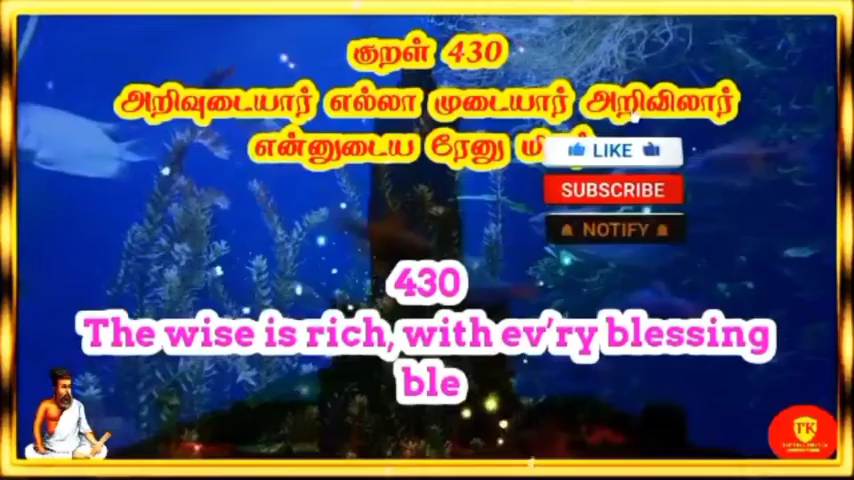 குறள் 430
அறிவுடையார் எல்லா முடையார் அறிவிலார்
என்னுடைய ரேனு
LIKE
SUBSCRIBE
NOTIFY
430
The wise is rich, with ev'ry blessing
ble
TK